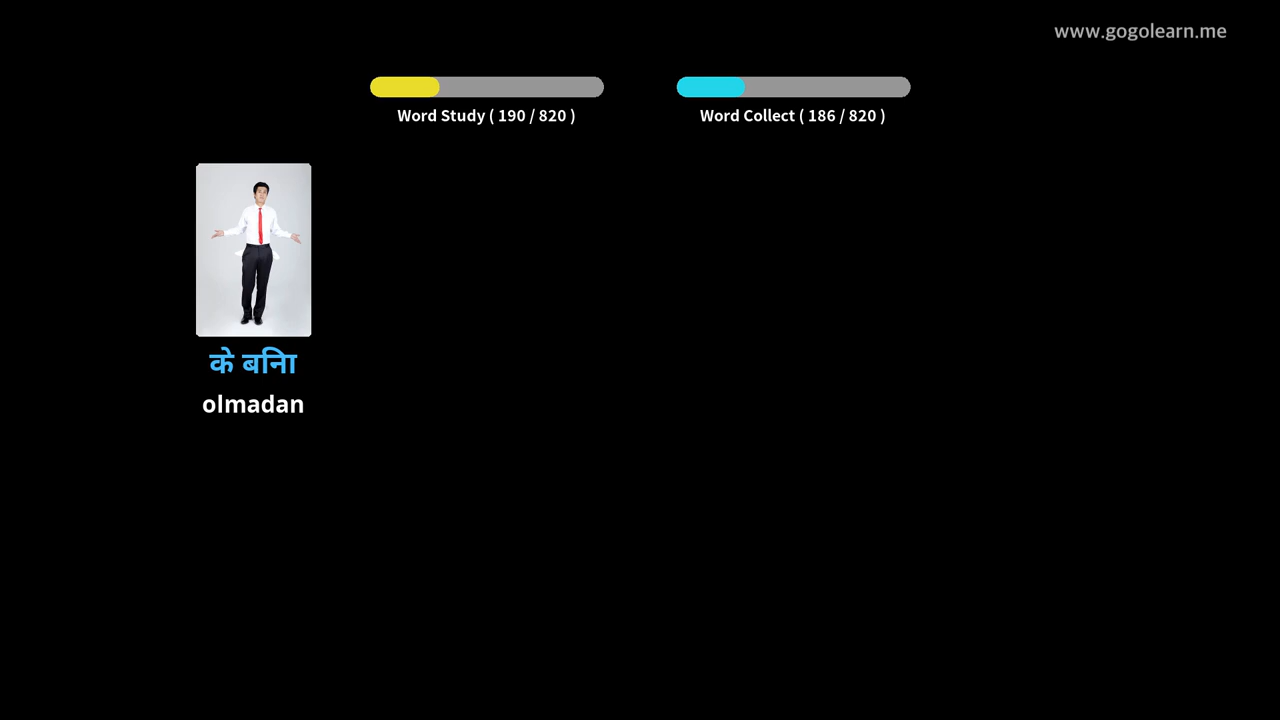 www.gogolearn.me
Word Study ( 190 / 820 )
Word Collect ( 186 / 820 )
के बिना
olmadan